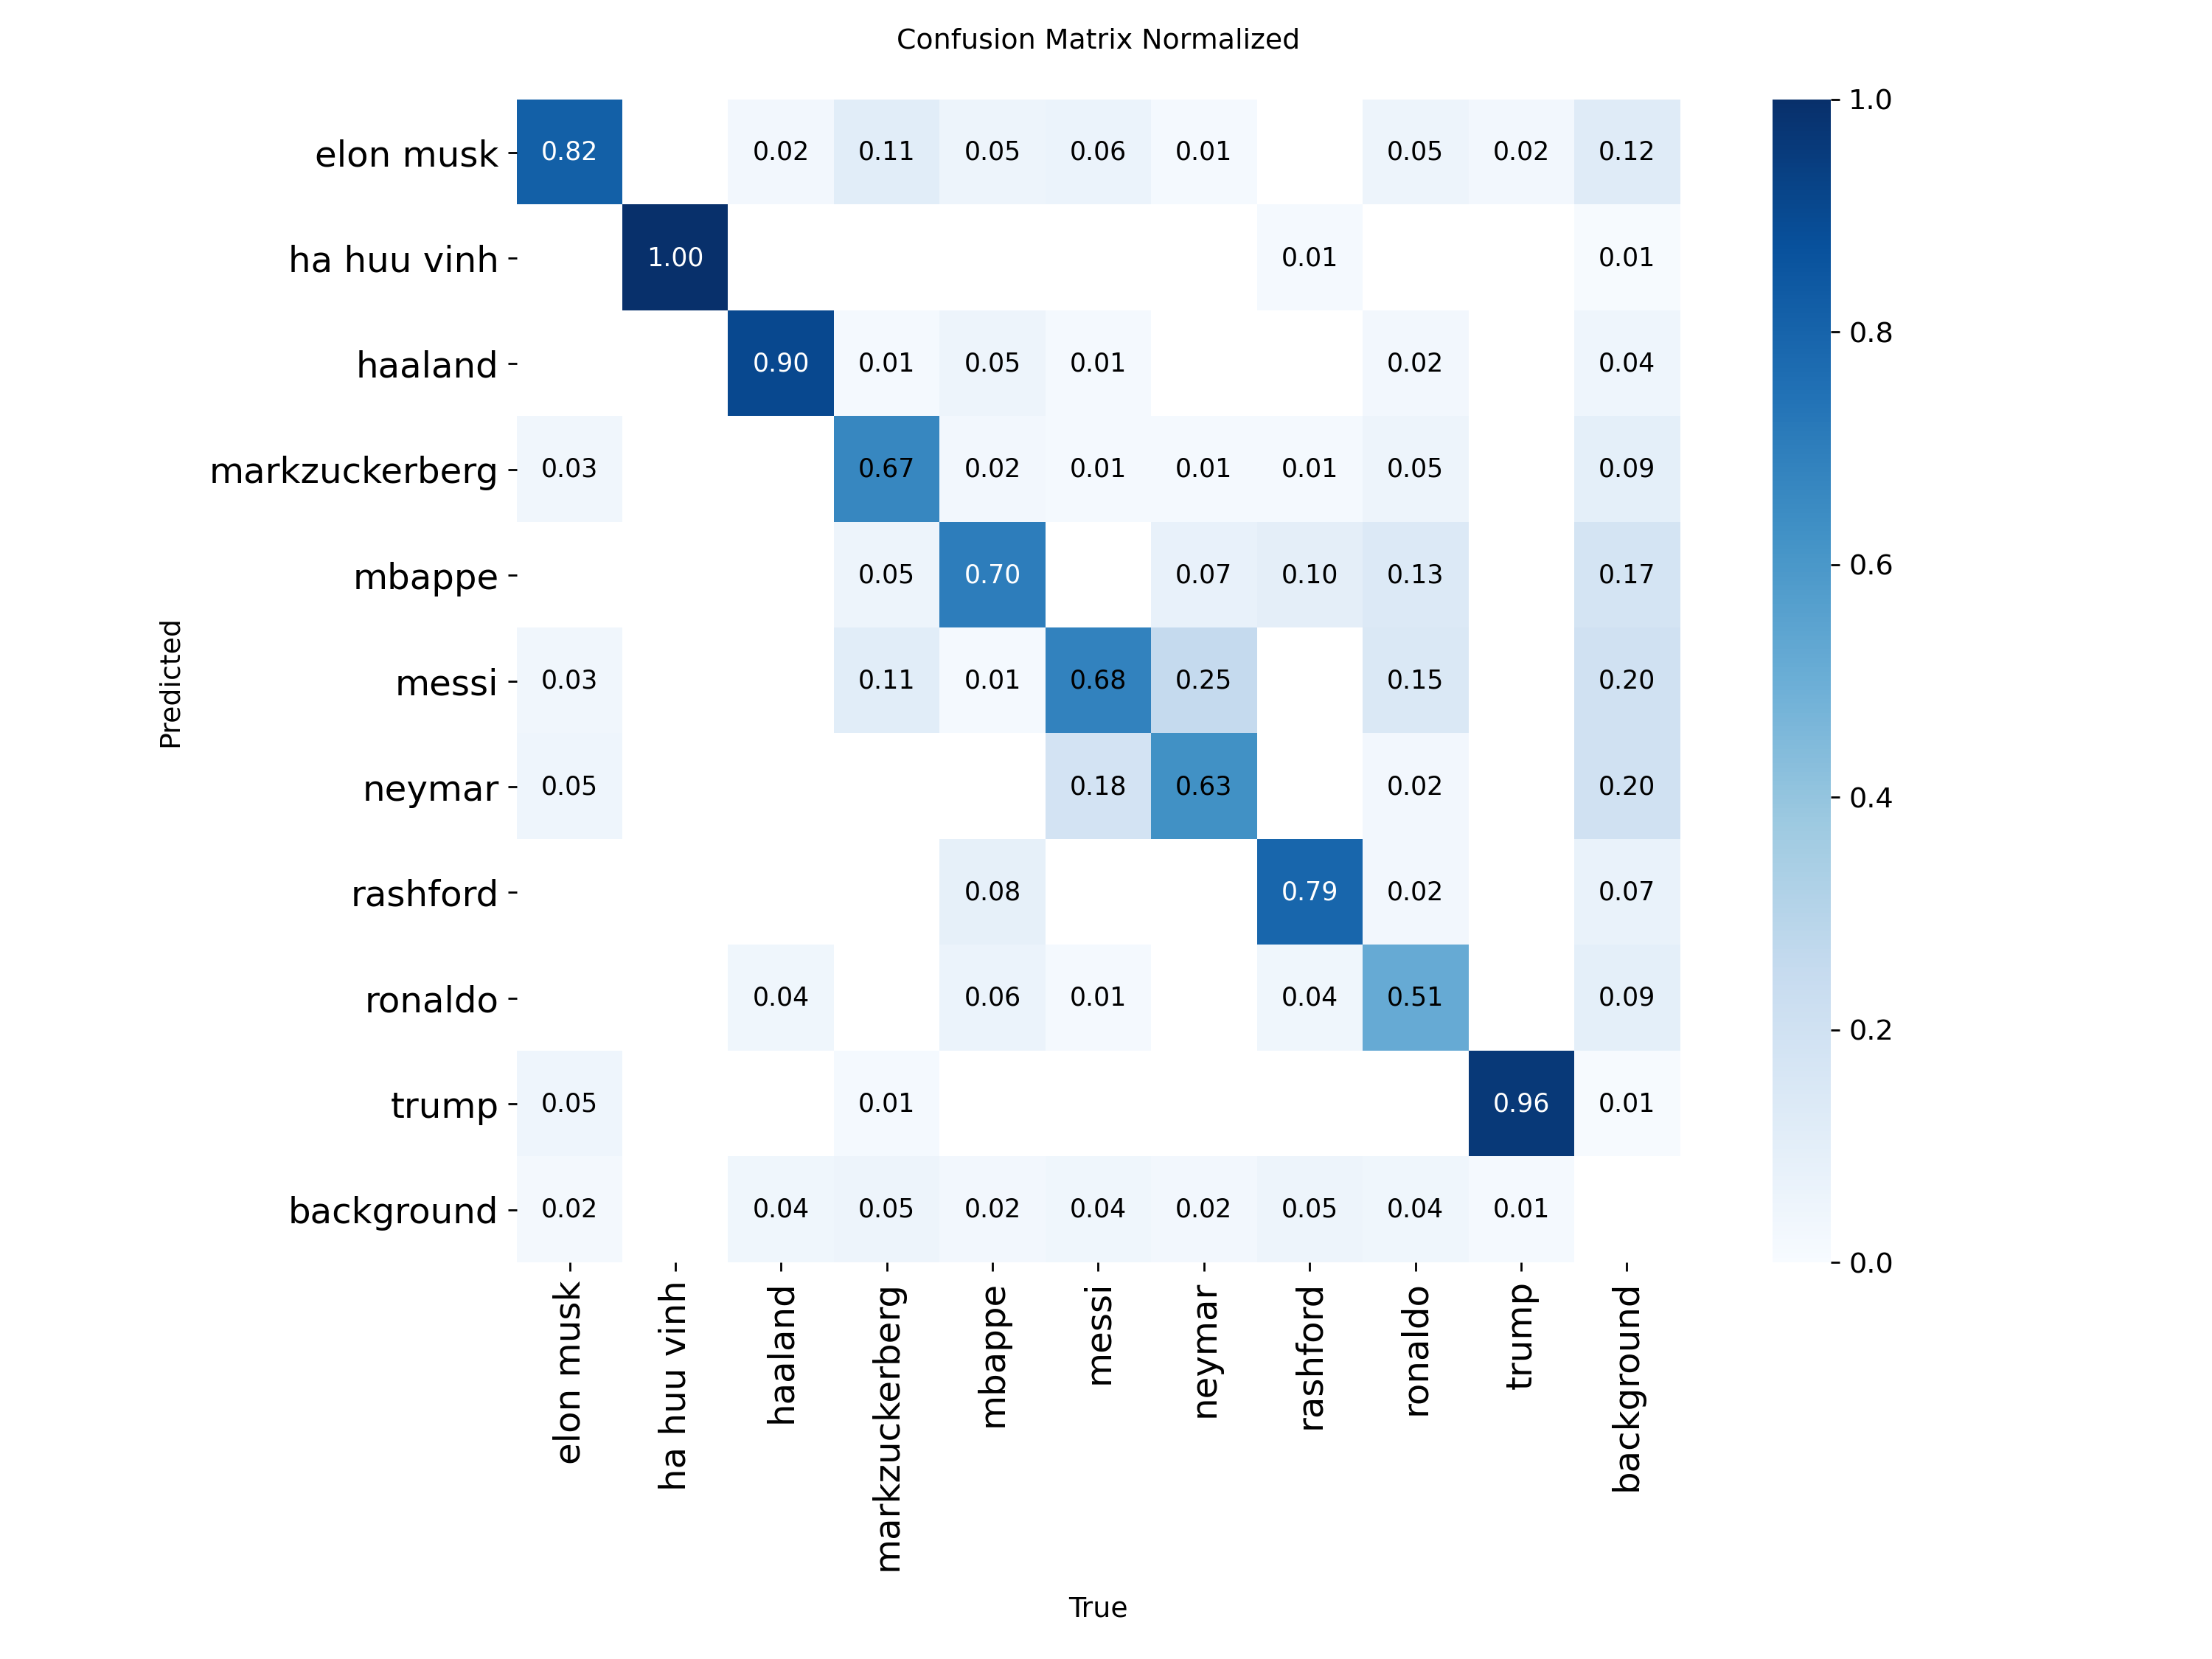 Confusion Matrix Normalized
elon musk 0.82 0.02 0.11 0.05 0.06 0.01 0.05 0.02 0.12
ha huu vinh 1.00 0.01 0.01
haaland 0.90 0.01 0.05 0.01 0.02 0.04
markzuckerberg 0.03 0.67 0.02 0.01 0.01 0.01 0.05 0.09
mbappe 0.05 0.70 0.07 0.10 0.13 0.17
messi 0.03 0.11 0.01 0.68 0.25 0.15 0.20
neymar 0.05 0.18 0.63 0.02 0.20
rashford 0.08 0.79 0.02 0.07
ronaldo 0.04 0.06 0.01 0.04 0.51 0.09
trump 0.05 0.01 0.96 0.01
background 0.02 0.04 0.05 0.02 0.04 0.02 0.05 0.04 0.01
Predicted
elon musk
ha huu vinh
haaland
markzuckerberg
mbappe
messi
neymar
rashford
ronaldo
trump
background
True
1.0
0.8
0.6
0.4
0.2
0.0